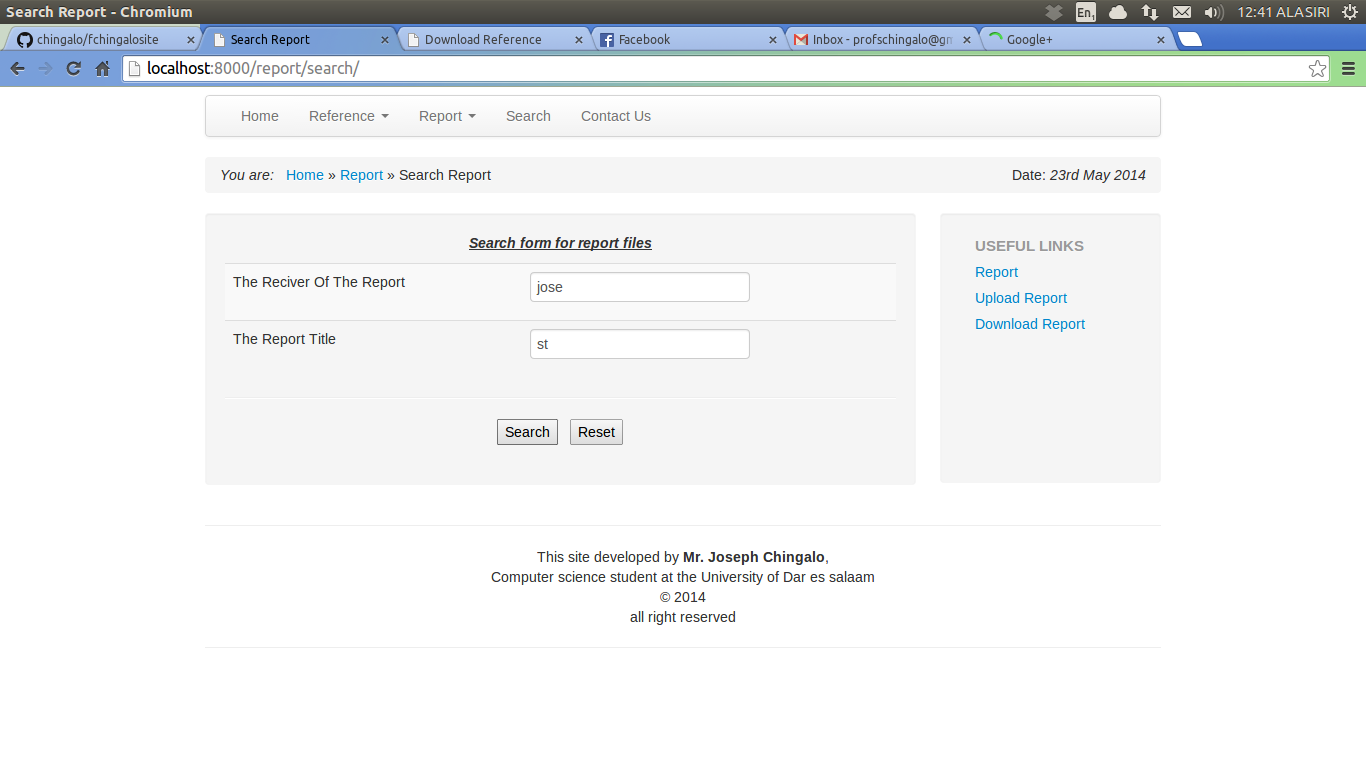 Search Report - Chromium
En1
12:41 ALASIRI
chingalo/fchingalosite
Search Report
Download Reference
Facebook
Inbox - profschingalo@gm
Google+
localhost:8000/report/search/
Home Reference Report Search Contact Us
You are: Home » Report » Search Report
Date: 23rd May 2014
Search form for report files
The Reciver Of The Report jose
The Report Title st
Search Reset
USEFUL LINKS
Report
Upload Report
Download Report
This site developed by Mr. Joseph Chingalo,
Computer science student at the University of Dar es salaam
© 2014
all right reserved